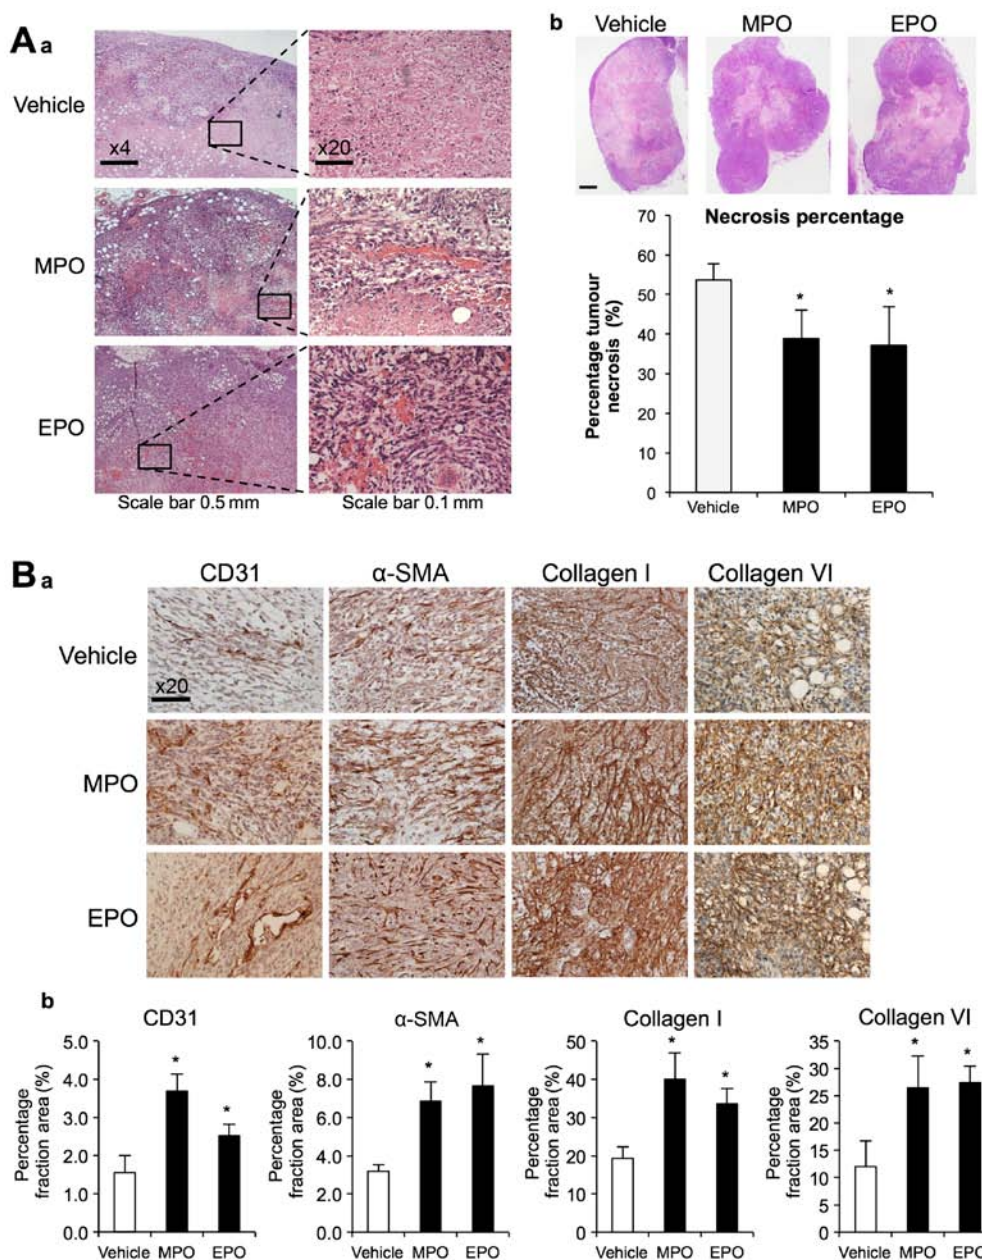 A a
Vehicle
x4
x20
MPO
EPO
Scale bar 0.5 mm
Scale bar 0.1 mm
b
Vehicle
MPO
EPO
Necrosis percentage
Percentage tumour
necrosis (%)
70
60
50
40
30
20
10
0
*
*
Vehicle
MPO
EPO
B a
CD31
α-SMA
Collagen I
Collagen VI
Vehicle
x20
MPO
EPO
b
CD31
Percentage
fraction area (%)
5.0
4.0
3.0
2.0
1.0
0.0
*
*
Vehicle
MPO
EPO
α-SMA
Percentage
fraction area (%)
10.0
8.0
6.0
4.0
2.0
0.0
*
*
Vehicle
MPO
EPO
Collagen I
Percentage
fraction area (%)
50
40
30
20
10
0
*
*
Vehicle
MPO
EPO
Collagen VI
Percentage
fraction area (%)
35
30
25
20
15
10
5
0
*
*
Vehicle
MPO
EPO